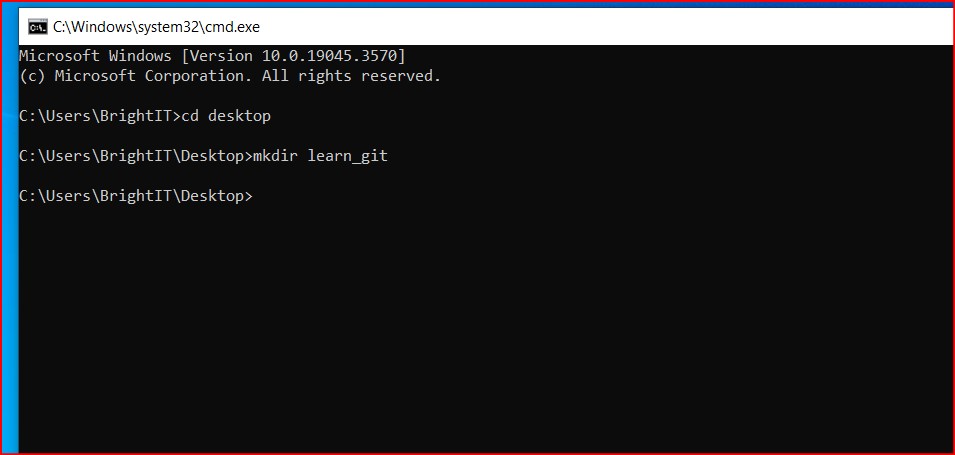 C:\Windows\system32\cmd.exe
Microsoft Windows [Version 10.0.19045.3570]
(c) Microsoft Corporation. All rights reserved.
C:\Users\BrightIT>cd desktop
C:\Users\BrightIT\Desktop>mkdir learn_git
C:\Users\BrightIT\Desktop>